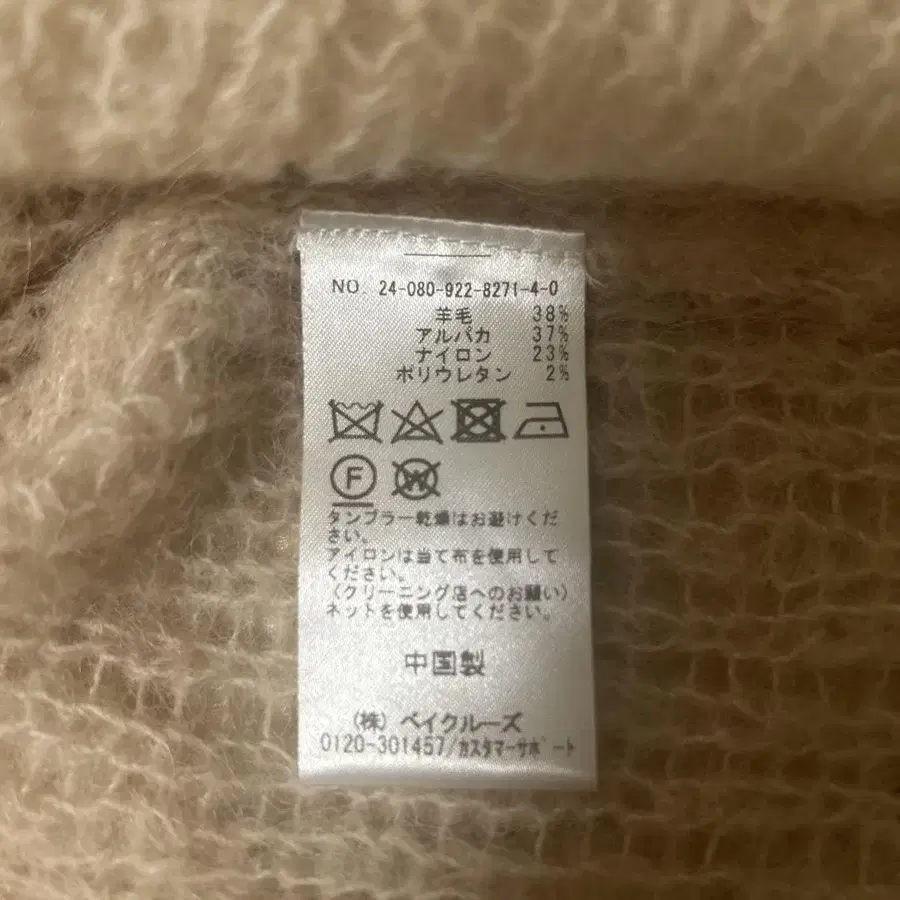 NO. 24-080-922-8271-4-0
羊毛 38%
アルパカ 37%
ナイロン 23%
ポリウレタン 2%
F W
タンブラー乾燥はお避けくだ
さい。
アイロンは当て布を使用して
ください。
〈クリーニング店へのお願い〉
ネットを使用してください。
中国製
(株) ベイクルーズ
0120-301457/カスタマーサポート